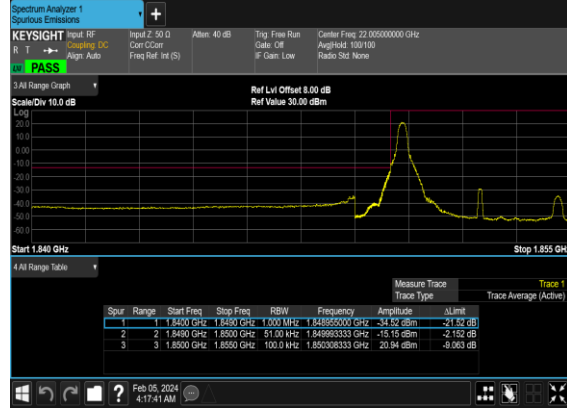 Spectrum Analyzer 1
Spurious Emissions
+
KEYSIGHT Input: RF Input Z: 50 Ω Atten: 40 dB Trig: Free Run Center Freq: 22.005000000 GHz
R T Coupling: DC Corr CCorr Gate: Off Avg|Hold: 100/100
Align: Auto Freq Ref: Int (S) IF Gain: Low Radio Std: None
PASS
3 All Range Graph
Ref Lvl Offset 8.00 dB
Scale/Div 10.0 dB Ref Value 30.00 dBm
Log
20.0
10.0
0.00
-10.0
-20.0
-30.0
-40.0
-50.0
-60.0
Start 1.840 GHz Stop 1.855 GH
4 All Range Table
Measure Trace Trace 1
Trace Type Trace Average (Active)
Spur Range Start Freq Stop Freq RBW Frequency Amplitude ΔLimit
1 1 1.8400 GHz 1.8490 GHz 1.000 MHz 1.848955000 GHz -34.52 dBm -21.52 dB
2 2 1.8490 GHz 1.8500 GHz 51.00 kHz 1.849993333 GHz -15.15 dBm -2.152 dB
3 3 1.8500 GHz 1.8550 GHz 100.0 kHz 1.850308333 GHz 20.94 dBm -9.063 dB
? Feb 05, 2024
4:17:41 AM